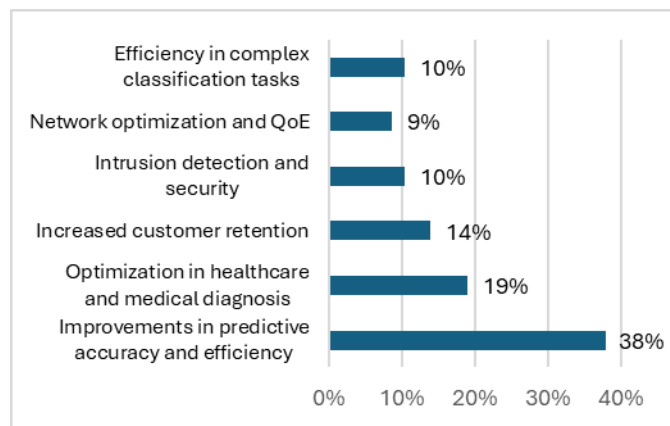 Efficiency in complex
classification tasks
10%
Network optimization and QoE
9%
Intrusion detection and
security
10%
Increased customer retention
14%
Optimization in healthcare
and medical diagnosis
19%
Improvements in predictive
accuracy and efficiency
38%
0% 10% 20% 30% 40%